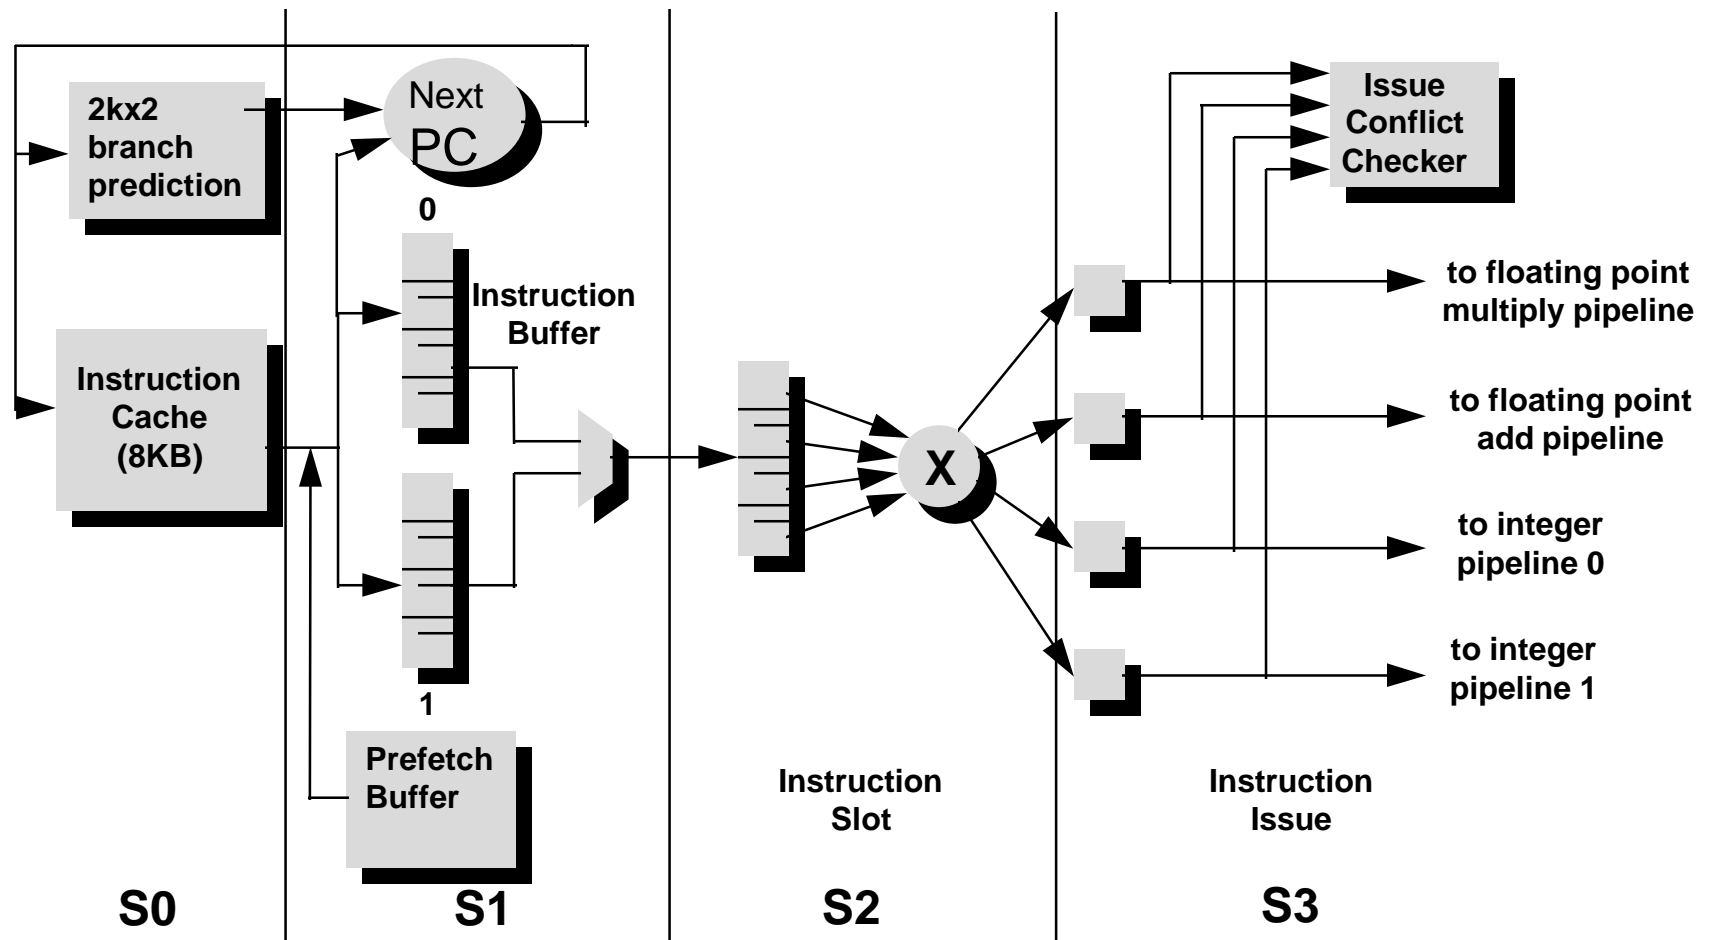 2kx2
branch
prediction
Instruction
Cache
(8KB)
S0
Next
PC
0
Instruction
Buffer
1
Prefetch
Buffer
S1
X
Instruction
Slot
S2
Issue
Conflict
Checker
to floating point
multiply pipeline
to floating point
add pipeline
to integer
pipeline 0
to integer
pipeline 1
Instruction
Issue
S3